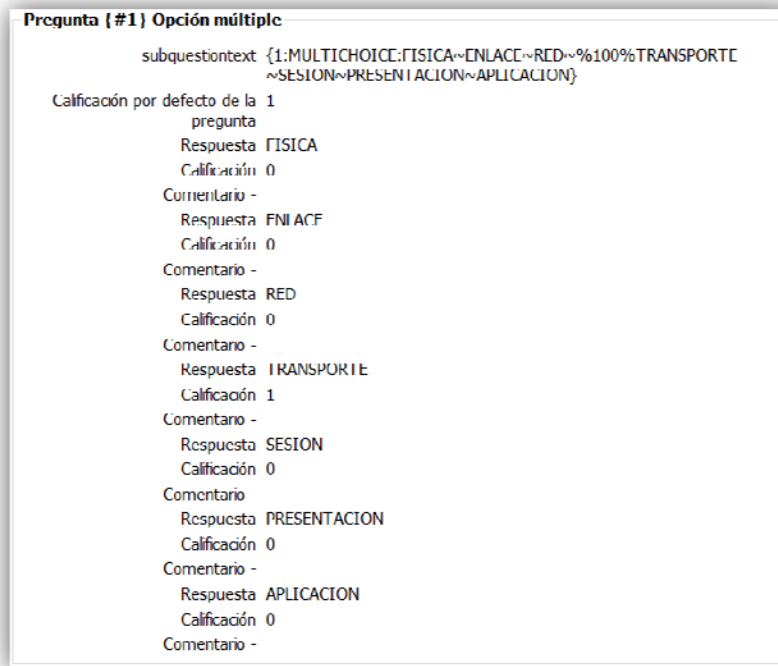 Pregunta {#1} Opción múltiple
subquestiontext {1:MULTICHOICE:FISICA~ENLACE~RED~%100%TRANSPORTE
~SESION~PRESENTACION~APLICACION}
Calificación por defecto de la 1
pregunta
Respuesta FISICA
Calificación 0
Comentario -
Respuesta ENLACE
Calificación 0
Comentario -
Respuesta RED
Calificación 0
Comentario -
Respuesta TRANSPORTE
Calificación 1
Comentario -
Respuesta SESION
Calificación 0
Comentario
Respuesta PRESENTACION
Calificación 0
Comentario -
Respuesta APLICACION
Calificación 0
Comentario -